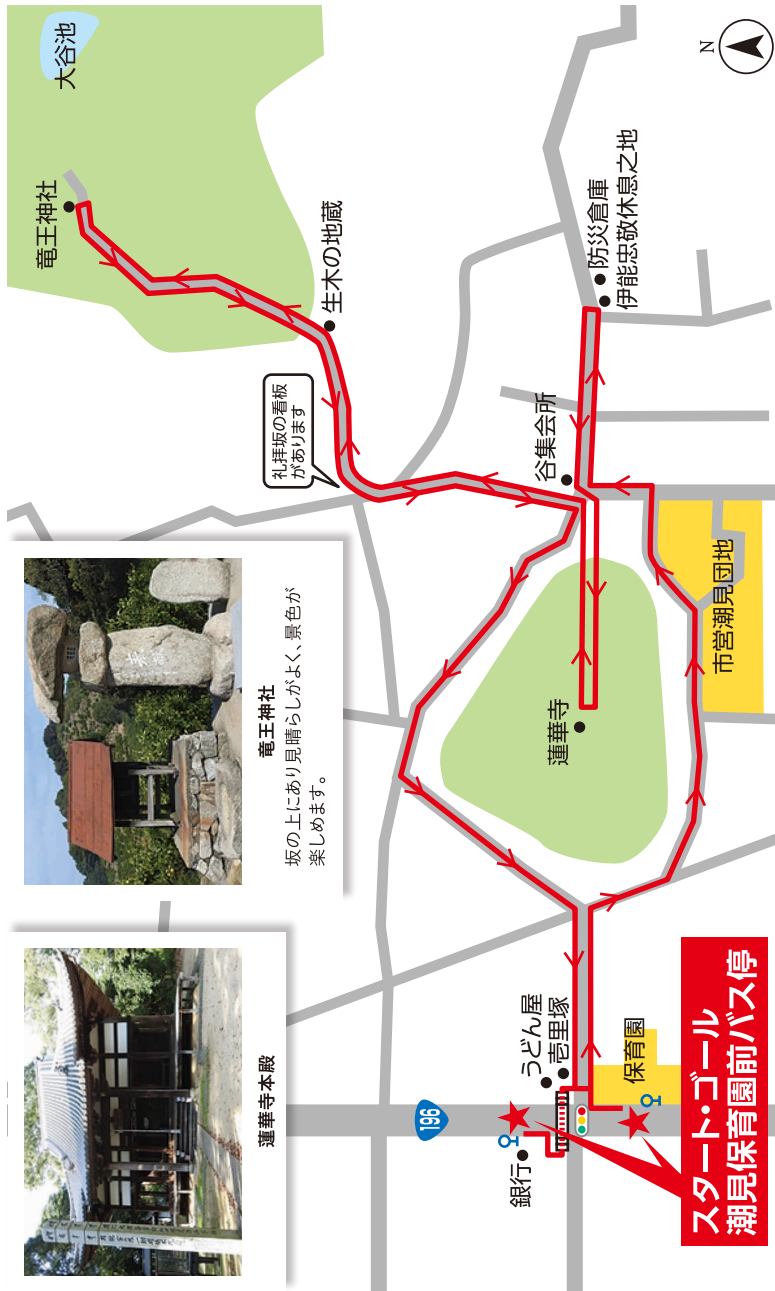 大谷池
竜王神社
生木の地蔵
礼拝坂の看板
があります
防災倉庫
伊能忠敬休息之地
谷集会所
市営潮見団地
蓮華寺
竜王神社
坂の上にあり見晴らしがよく、景色が
楽しめます。
蓮華寺本殿
うどん屋
壱里塚
保育園
196
銀行
スタート・ゴール
潮見保育園前バス停
N